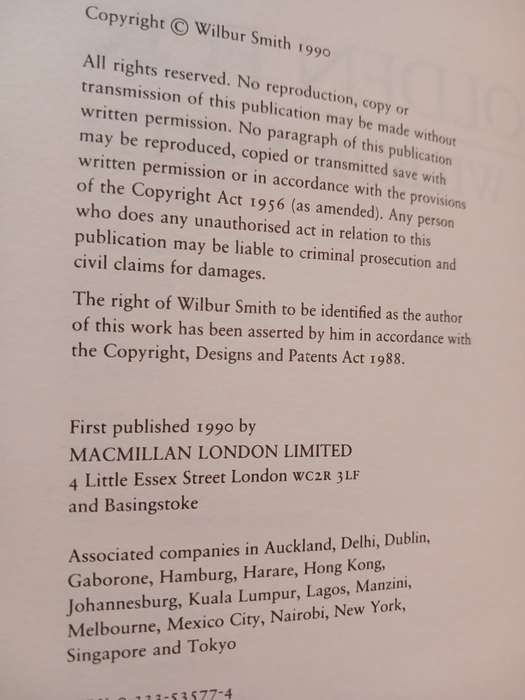 Copyright © Wilbur Smith 1990
All rights reserved. No reproduction, copy or
transmission of this publication may be made without
written permission. No paragraph of this publication
may be reproduced, copied or transmitted save with
written permission or in accordance with the provisions
of the Copyright Act 1956 (as amended). Any person
who does any unauthorised act in relation to this
publication may be liable to criminal prosecution and
civil claims for damages.
The right of Wilbur Smith to be identified as the author
of this work has been asserted by him in accordance with
the Copyright, Designs and Patents Act 1988.
First published 1990 by
MACMILLAN LONDON LIMITED
4 Little Essex Street London WC2R 3LF
and Basingstoke
Associated companies in Auckland, Delhi, Dublin,
Gaborone, Hamburg, Harare, Hong Kong,
Johannesburg, Kuala Lumpur, Lagos, Manzini,
Melbourne, Mexico City, Nairobi, New York,
Singapore and Tokyo
53577-4